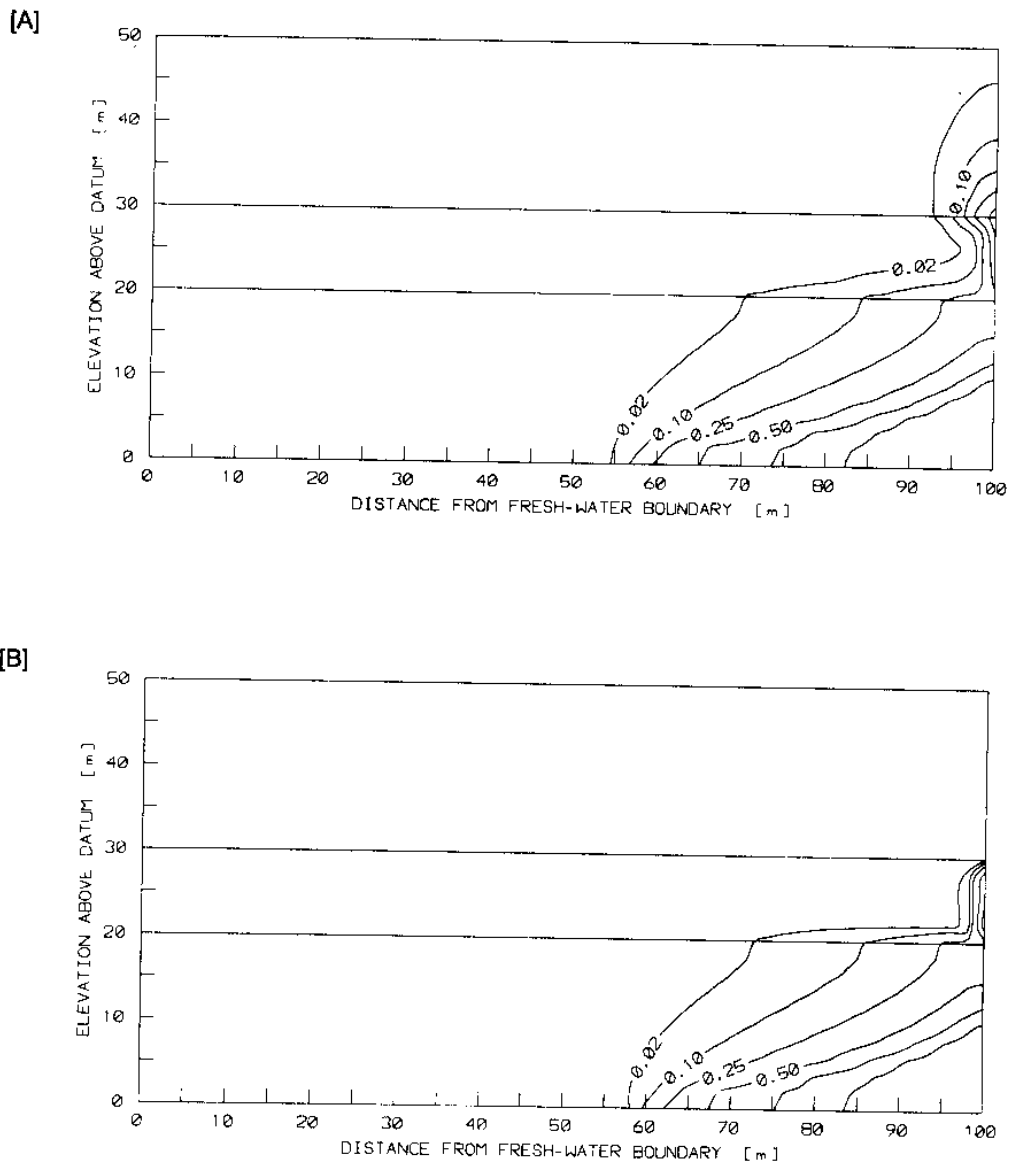 [A]
50
40
30
20
10
0
ELEVATION ABOVE DATUM [m]
0.10
0.02
0.02
0.10
0.25
0.50
0 10 20 30 40 50 60 70 80 90 100
DISTANCE FROM FRESH-WATER BOUNDARY [m]
[B]
50
40
30
20
10
0
ELEVATION ABOVE DATUM [m]
0.02
0.10
0.25
0.50
0 10 20 30 40 50 60 70 80 90 100
DISTANCE FROM FRESH-WATER BOUNDARY [m]